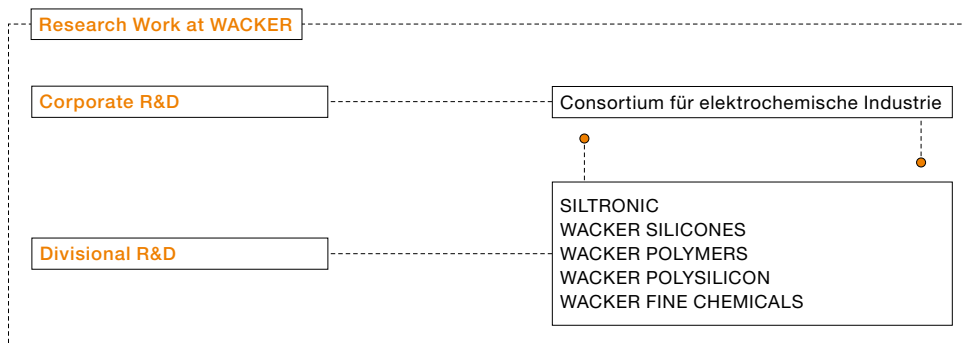 Research Work at WACKER
Corporate R&D
Consortium für elektrochemische Industrie
SILTRONIC
WACKER SILICONES
Divisional R&D
WACKER POLYMERS
WACKER POLYSILICON
WACKER FINE CHEMICALS